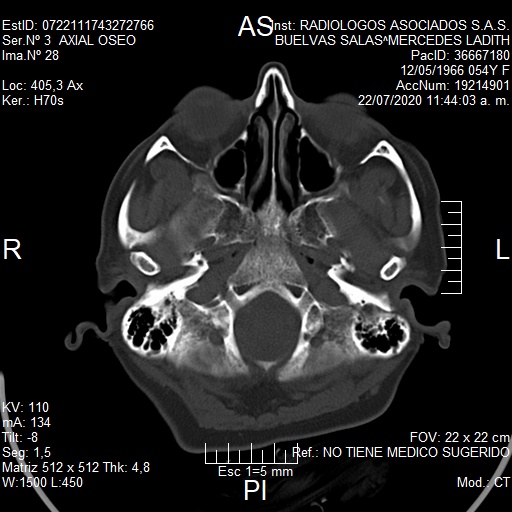 EstID: 0722111743272766
Ser.Nº 3 AXIAL OSEO
Ima.Nº 28
Loc: 405,3 Ax
Ker.: H70s
AS
Inst: RADIOLOGOS ASOCIADOS S.A.S.
BUELVAS SALAS^MERCEDES LADITH
PacID: 36667180
12/05/1966 054Y F
AccNum: 19214901
22/07/2020 11:44:03 a. m.
R
L
KV: 110
mA: 134
Tilt: -8
Seg: 1,5
Matriz 512 x 512 Thk: 4,8
W:1500 L:450
Esc 1=5 mm
PI
FOV: 22 x 22 cm
Ref.: NO TIENE MEDICO SUGERIDO
Mod.: CT